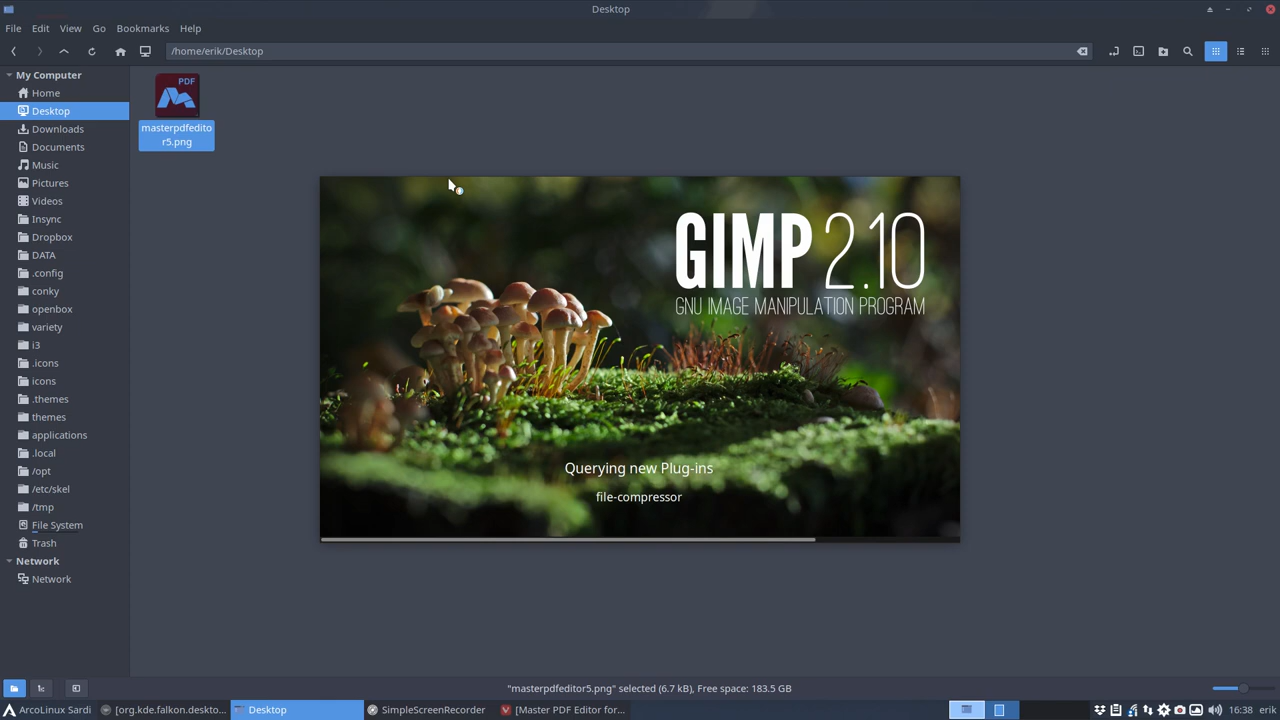 Desktop
File Edit View Go Bookmarks Help
/home/erik/Desktop
My Computer
Home
Desktop
Downloads
Documents
Music
Pictures
Videos
Insync
Dropbox
DATA
.config
conky
openbox
variety
i3
.icons
icons
.themes
themes
applications
.local
/opt
/etc/skel
/tmp
File System
Trash
Network
Network
PDF
masterpdfedito
r5.png
GIMP 2.10
GNU IMAGE MANIPULATION PROGRAM
Querying new Plug-ins
file-compressor
"masterpdfeditor5.png" selected (6.7 kB), Free space: 183.5 GB
ArcoLinux Sardi [org.kde.falkon.deskto... Desktop SimpleScreenRecorder [Master PDF Editor for... 16:38 erik